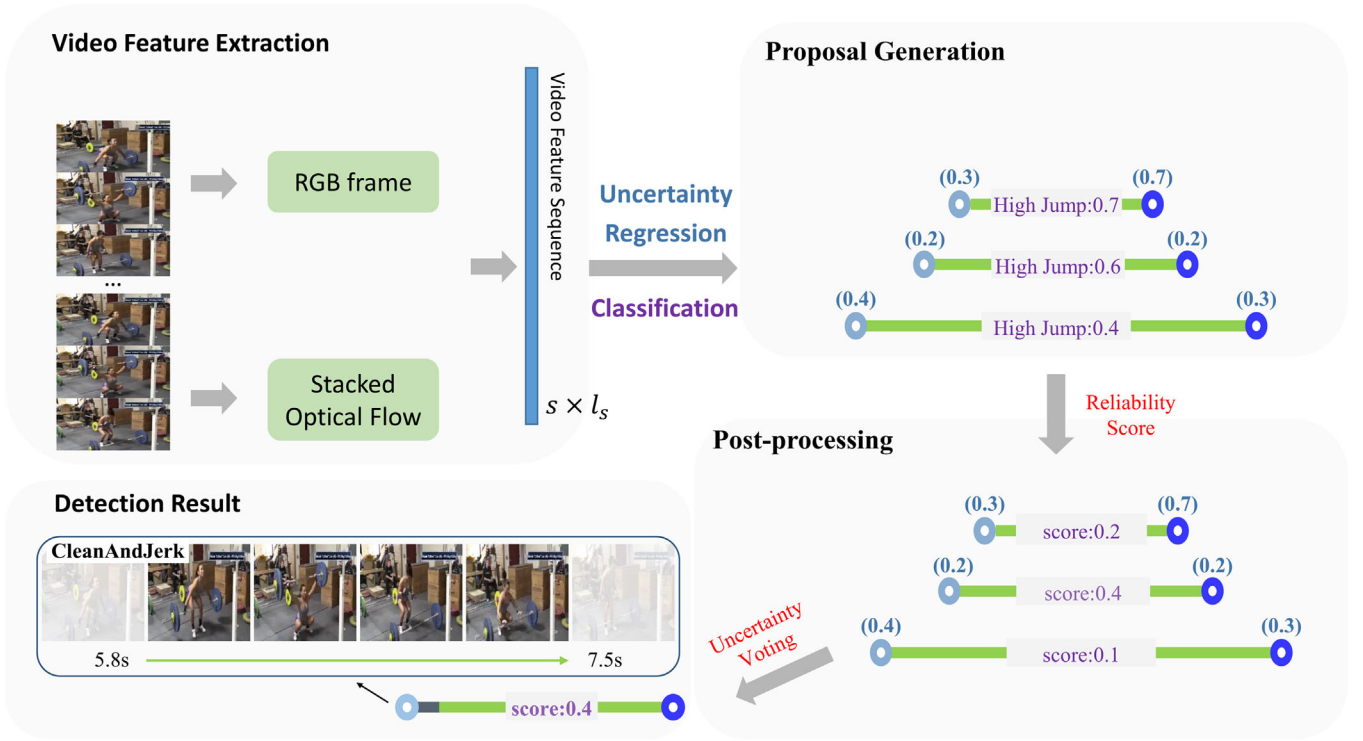 Video Feature Extraction
RGB frame
...
Stacked
Optical Flow
Video Feature Sequence
s × lₛ
Uncertainty
Regression
Classification
Proposal Generation
(0.3)
(0.7)
High Jump:0.7
(0.2)
(0.2)
High Jump:0.6
(0.4)
(0.3)
High Jump:0.4
Reliability
Score
Post-processing
(0.3)
(0.7)
score:0.2
(0.2)
(0.2)
score:0.4
(0.4)
(0.3)
score:0.1
Uncertainty
Voting
Detection Result
CleanAndJerk
5.8s
7.5s
score:0.4